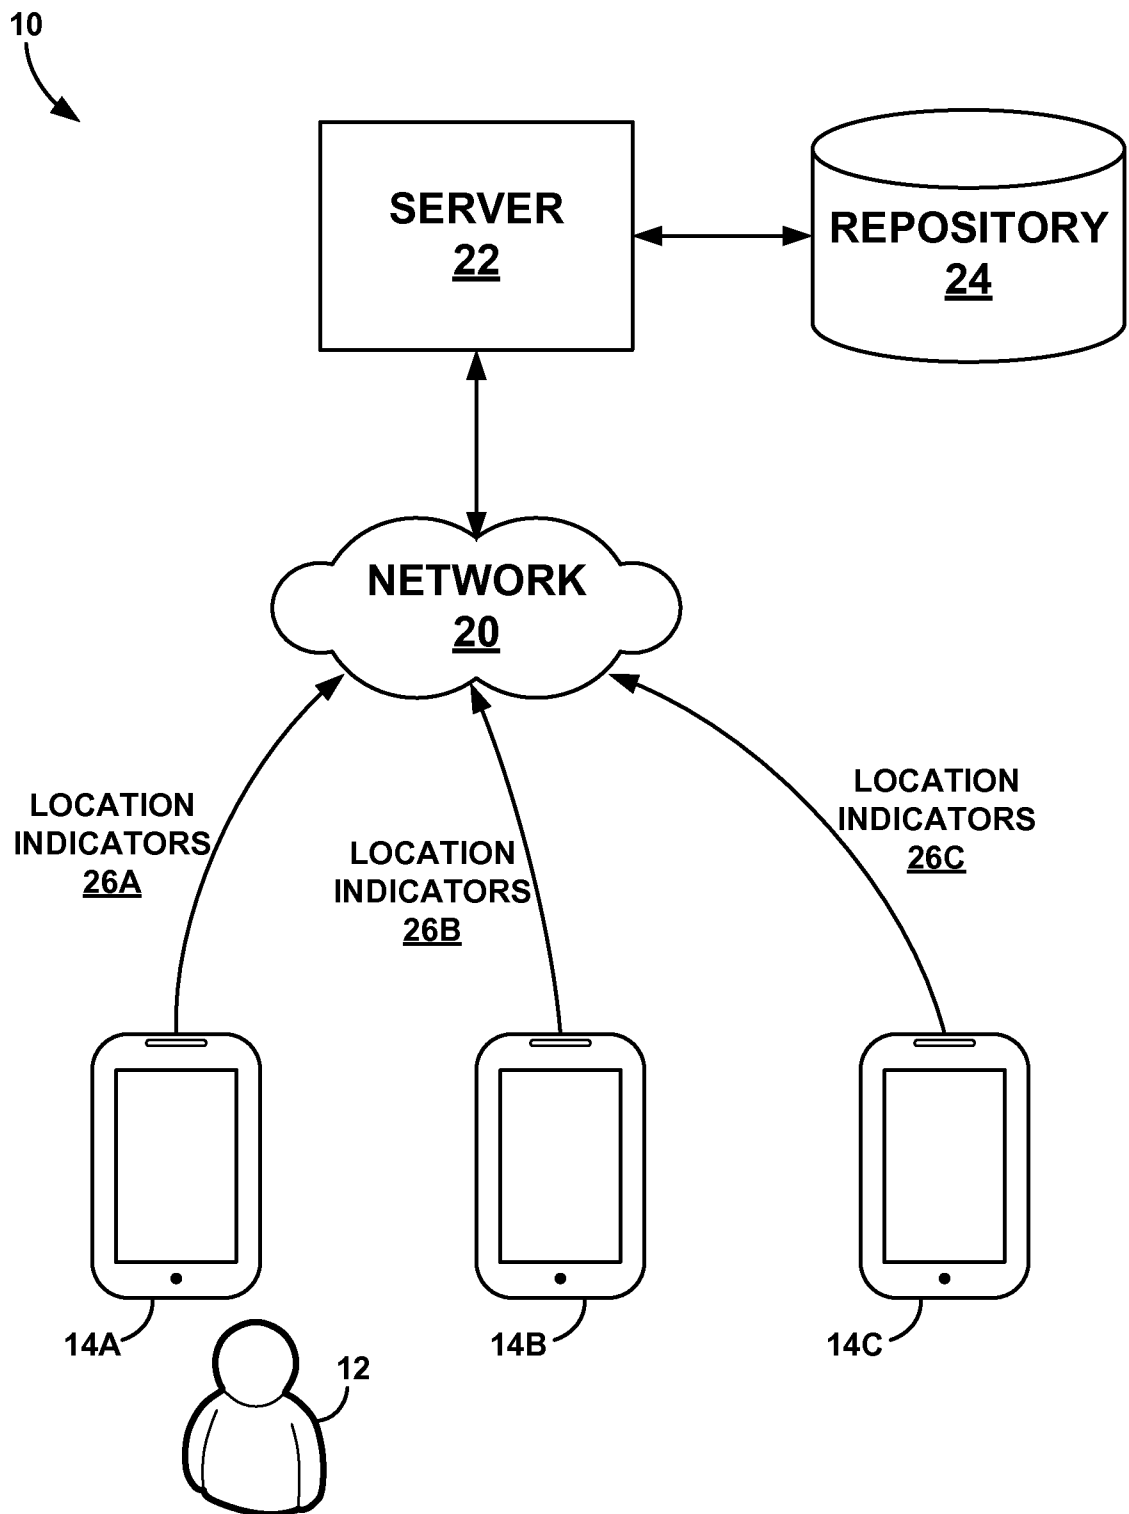 10
SERVER
22
REPOSITORY
24
NETWORK
20
LOCATION
INDICATORS
26A
LOCATION
INDICATORS
26B
LOCATION
INDICATORS
26C
14A
14B
14C
12